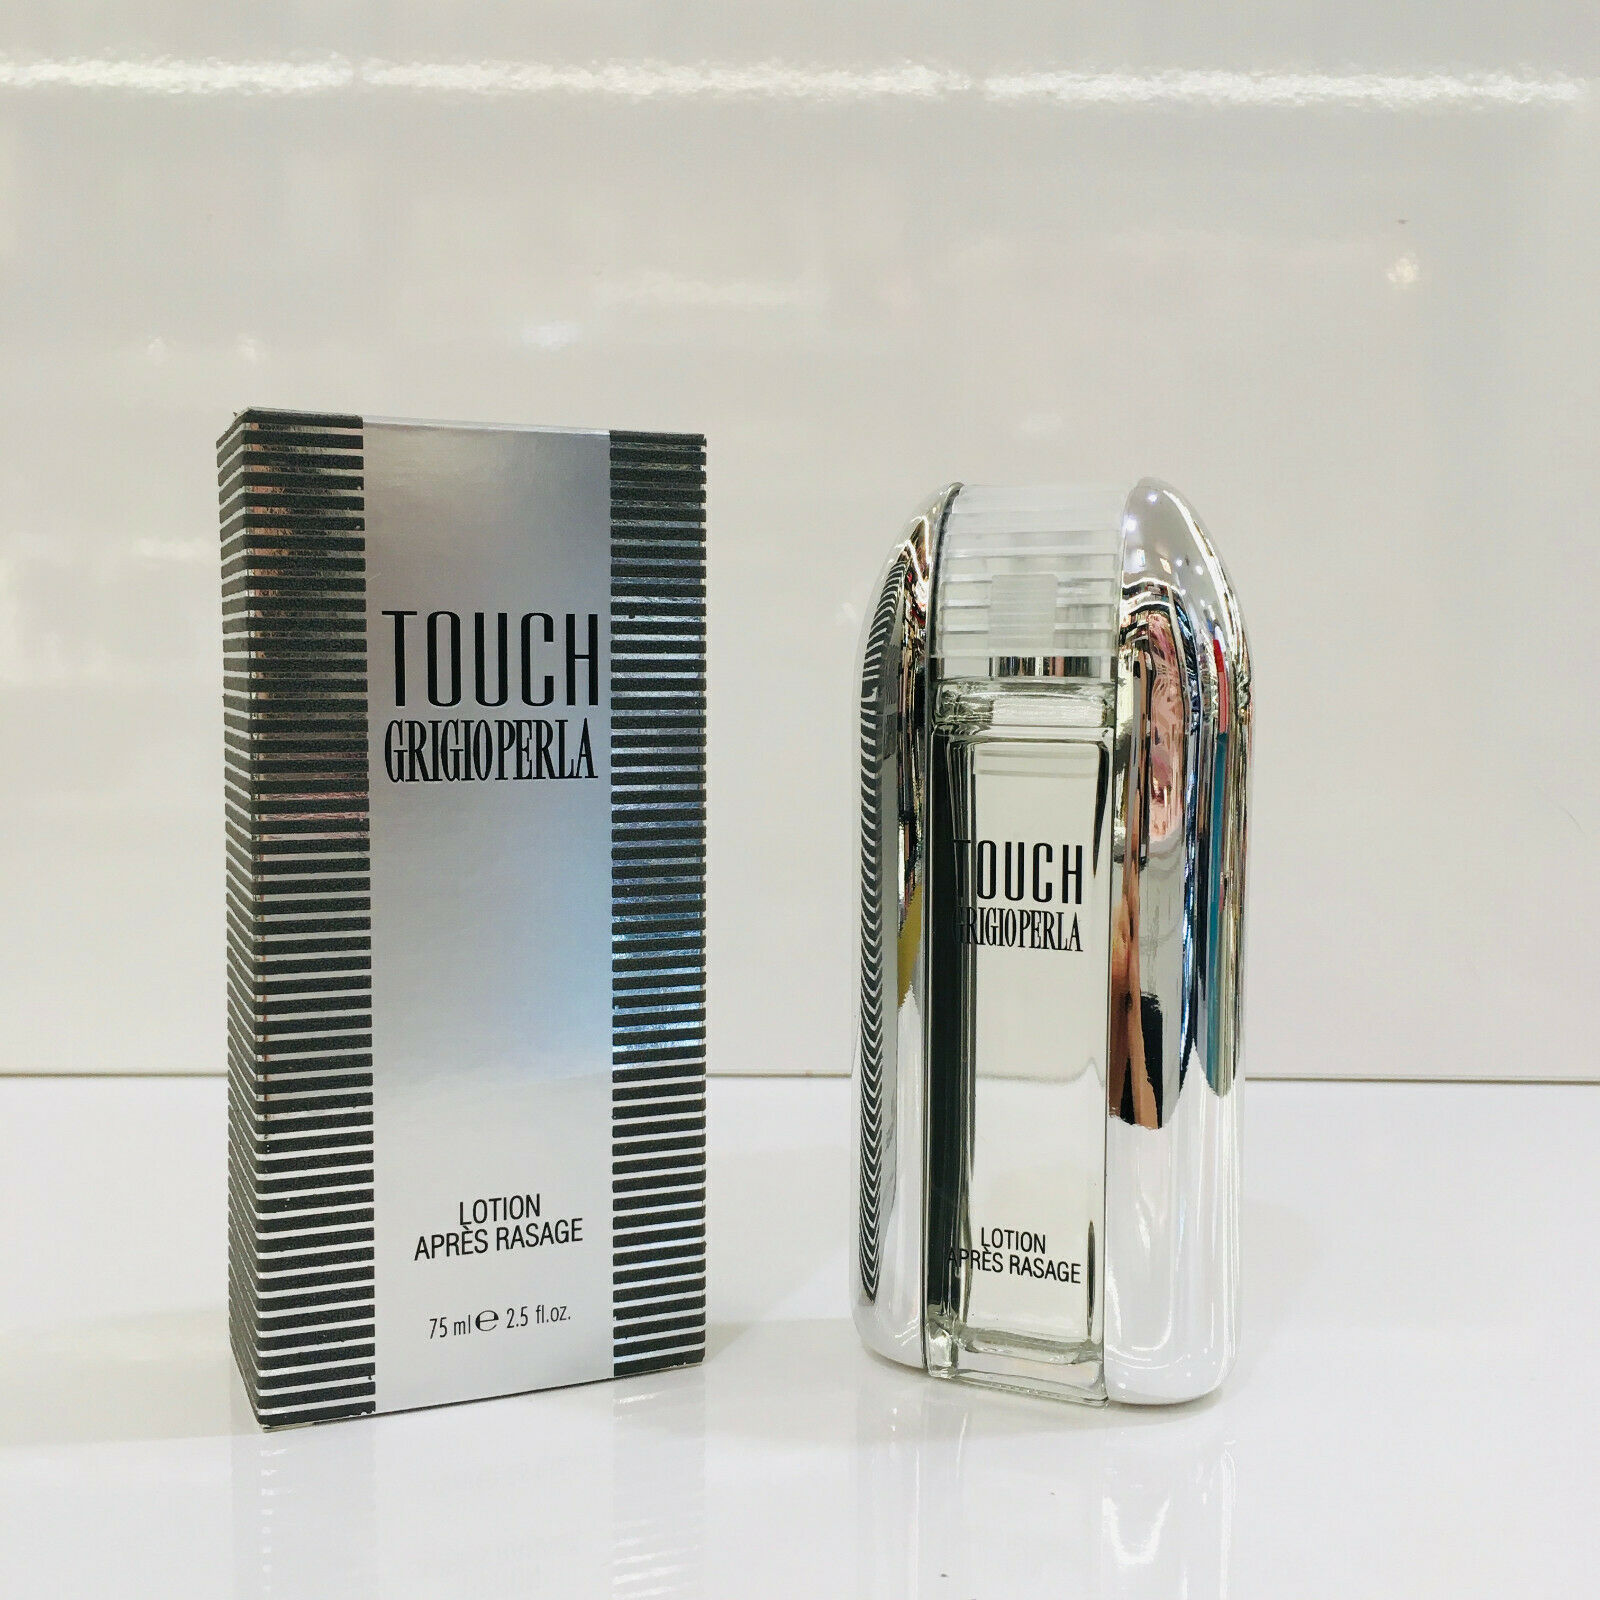 TOUCH
GRIGIOPERLA
LOTION
APRÈS RASAGE
75 ml ℮ 2.5 fl.oz.
TOUCH
GRIGIOPERLA
LOTION
APRÈS RASAGE